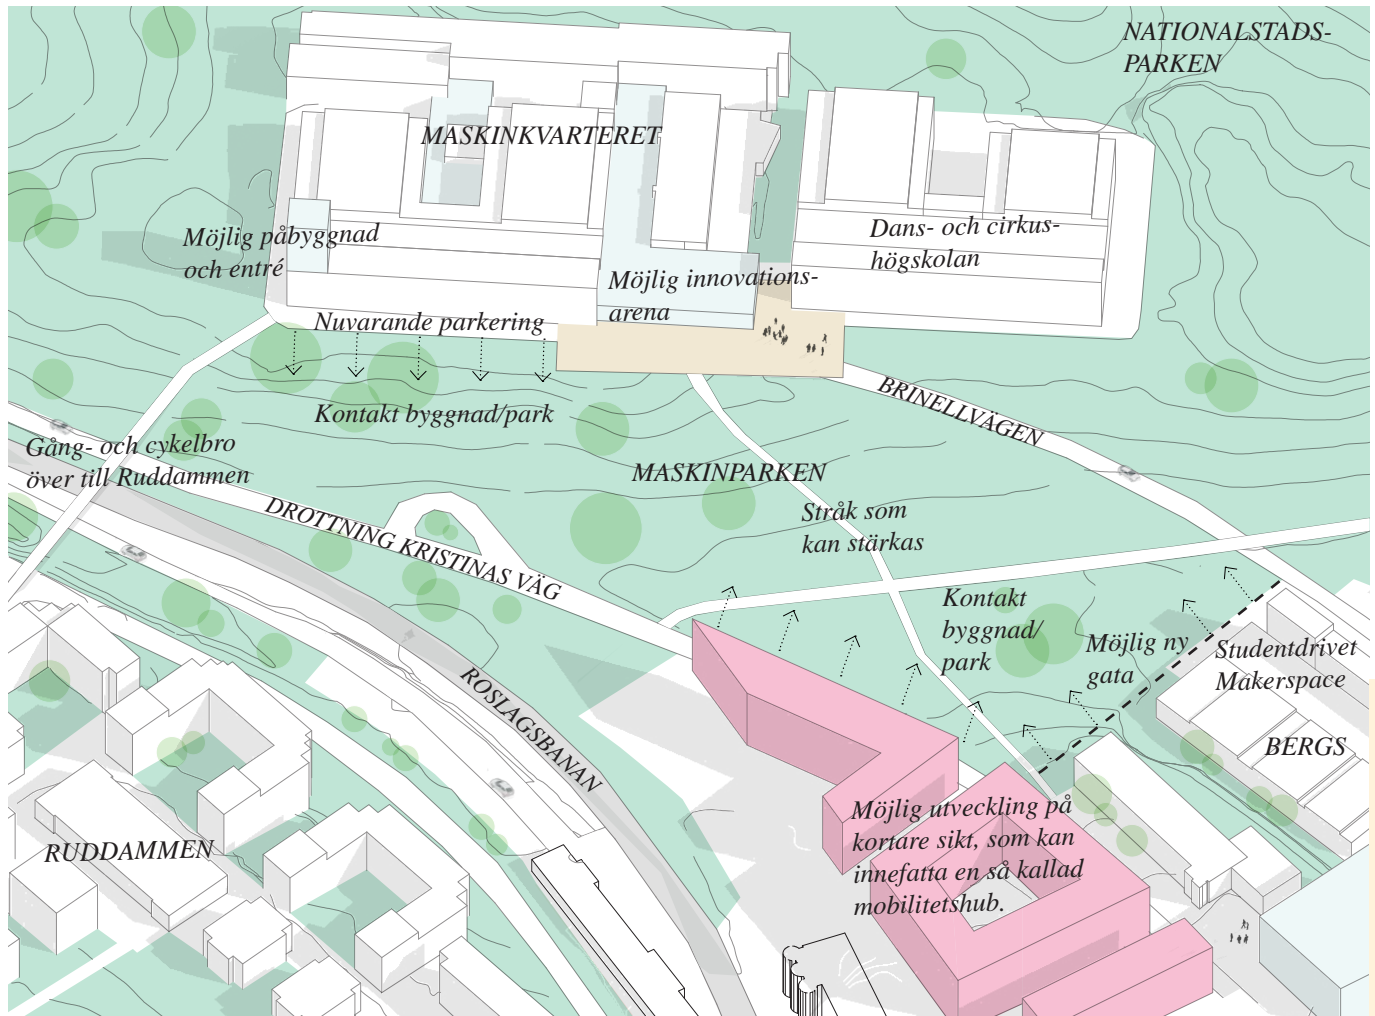 NATIONALSTADS-
PARKEN
MASKINKVARTERET
Möjlig påbyggnad
och entré
Dans- och cirkus-
högskolan
Möjlig innovations-
arena
Nuvarande parkering
Kontakt byggnad/park
BRINELLVÄGEN
Gång- och cykelbro
över till Ruddammen
MASKINPARKEN
DROTTNING KRISTINAS VÄG
Stråk som
kan stärkas
Kontakt
byggnad/
park
Möjlig ny
gata
Studentdrivet
Makerspace
ROSLAGSBANAN
BERGS
Möjlig utveckling på
kortare sikt, som kan
innefatta en så kallad
mobilitetshub.
RUDDAMMEN